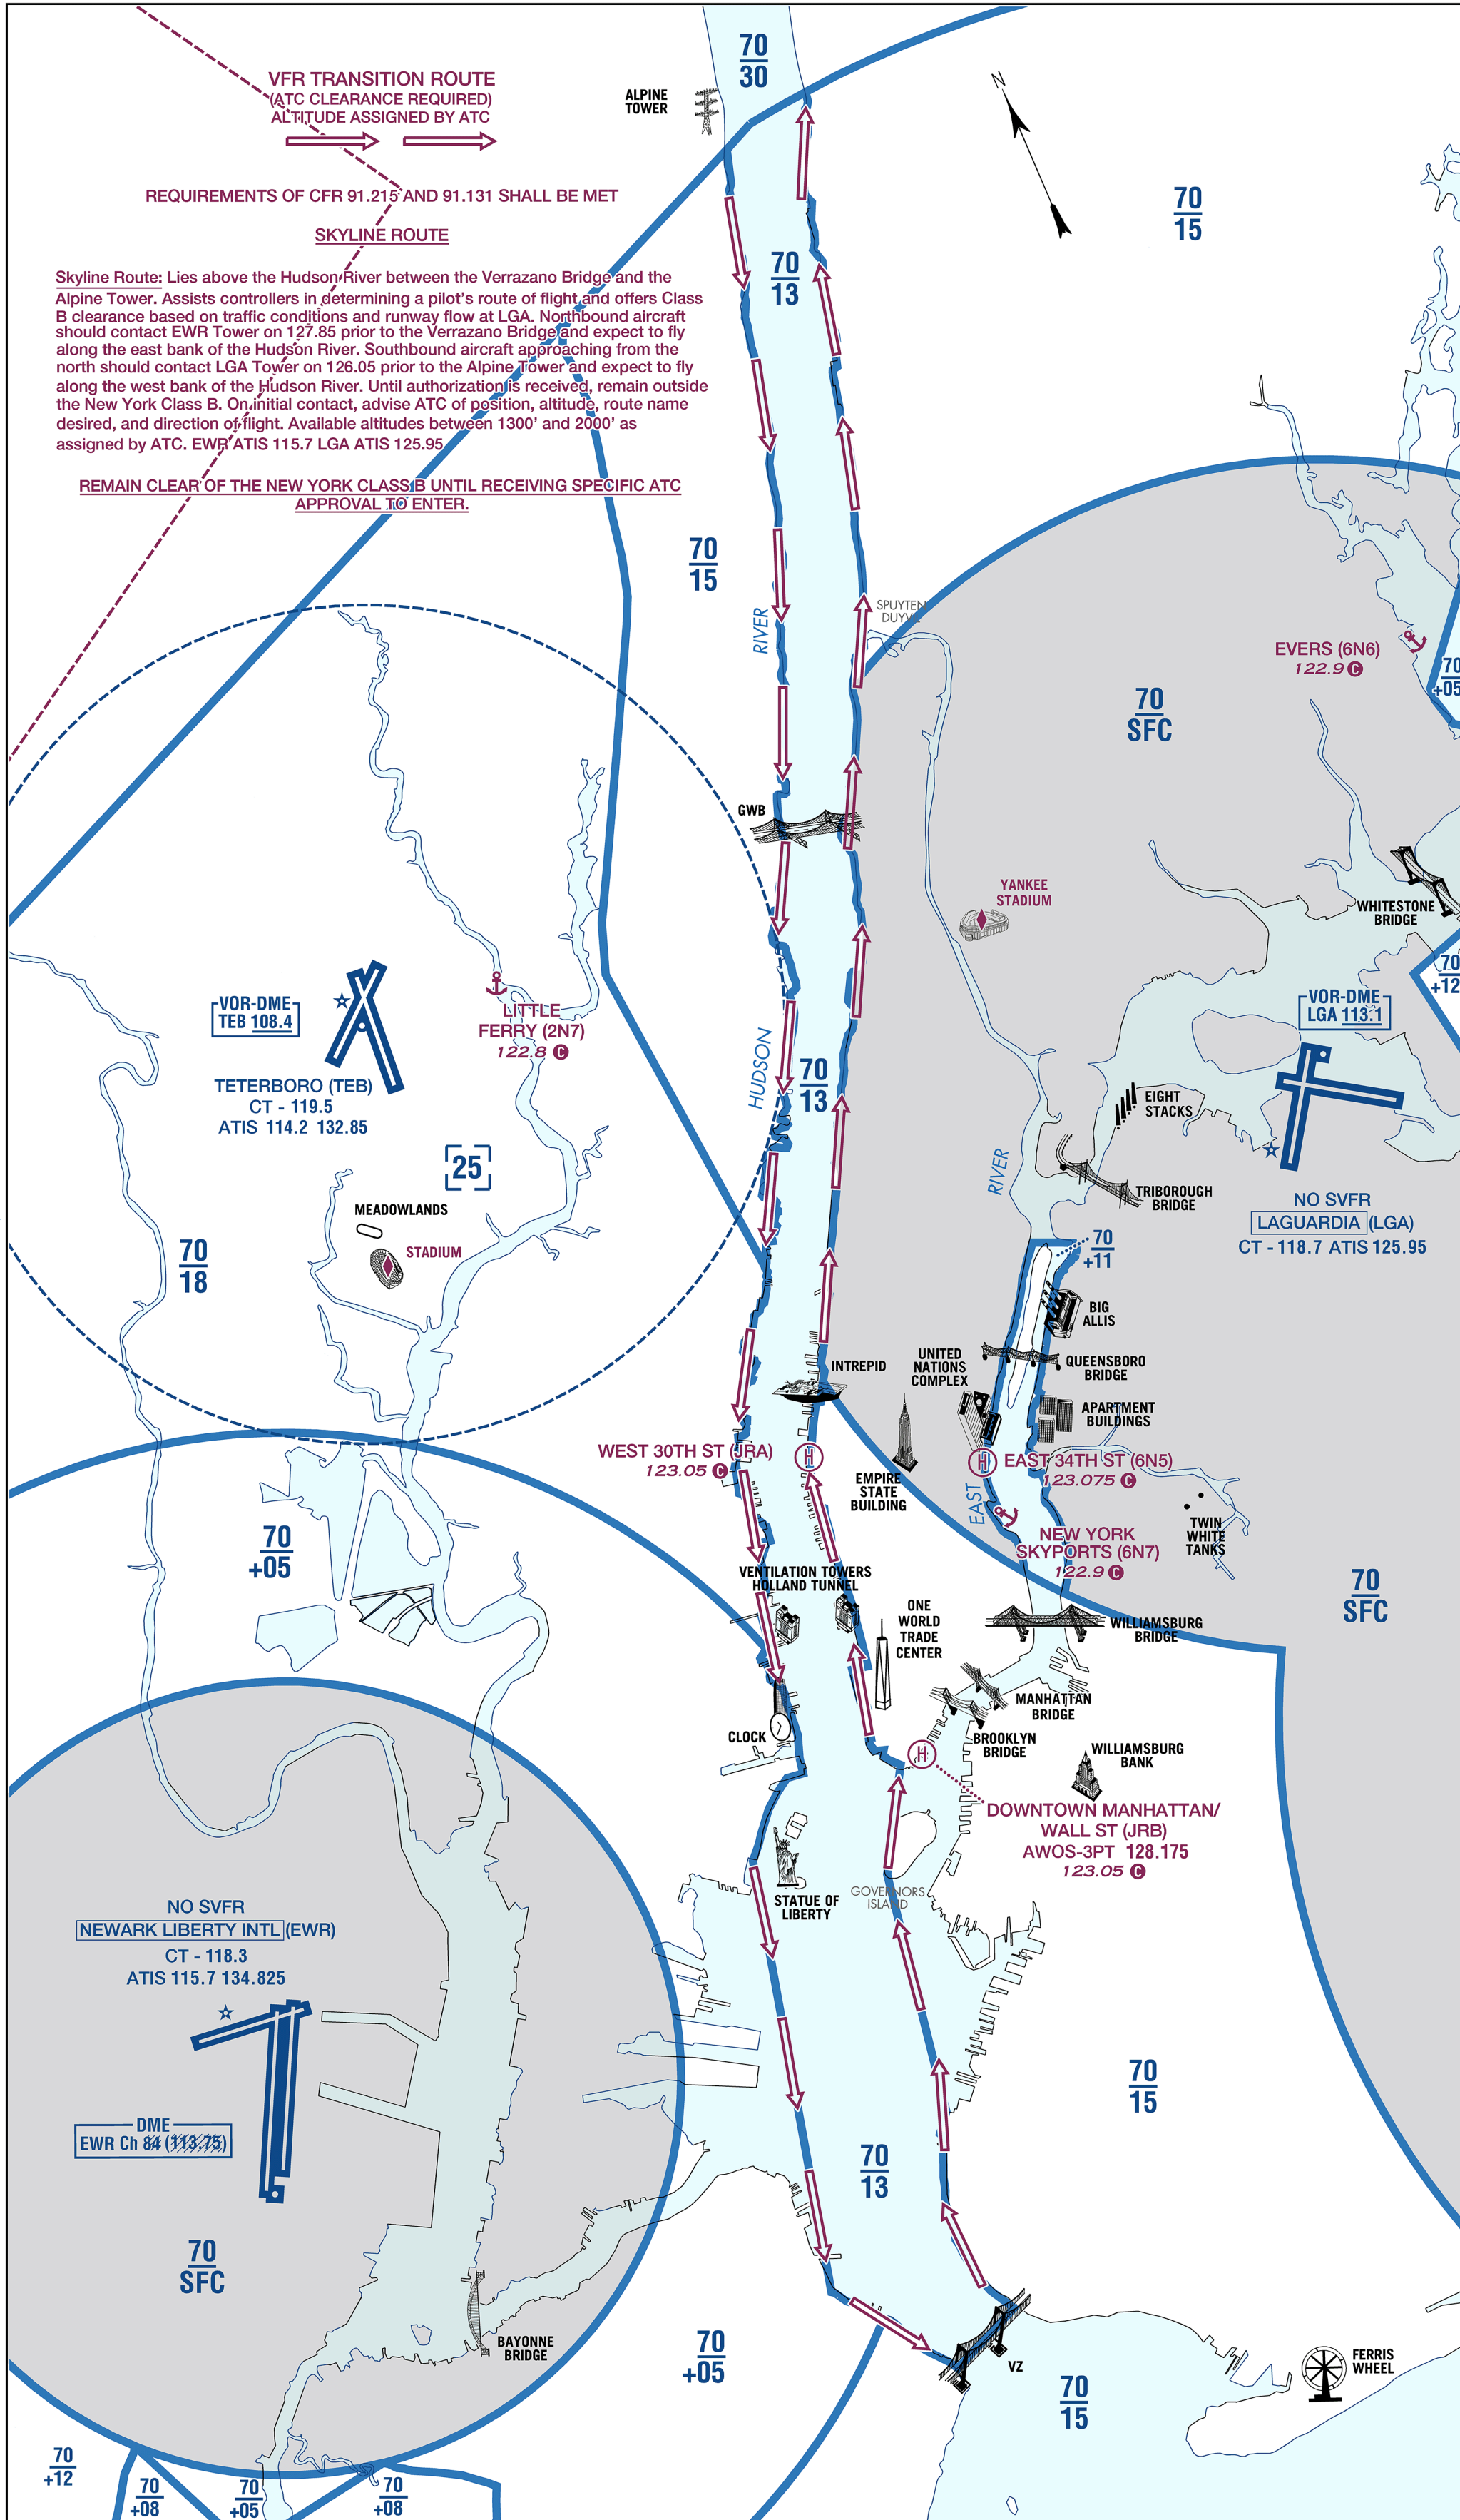 70
30
ALPINE
TOWER
VFR TRANSITION ROUTE
(ATC CLEARANCE REQUIRED)
ALTITUDE ASSIGNED BY ATC
N
REQUIREMENTS OF CFR 91.215 AND 91.131 SHALL BE MET
70
15
SKYLINE ROUTE
70
13
Skyline Route: Lies above the Hudson River between the Verrazano Bridge and the
Alpine Tower. Assists controllers in determining a pilot's route of flight and offers Class
B clearance based on traffic conditions and runway flow at LGA. Northbound aircraft
should contact EWR Tower on 127.85 prior to the Verrazano Bridge and expect to fly
along the east bank of the Hudson River. Southbound aircraft approaching from the
north should contact LGA Tower on 126.05 prior to the Alpine Tower and expect to fly
along the west bank of the Hudson River. Until authorization is received, remain outside
the New York Class B. On initial contact, advise ATC of position, altitude, route name
desired, and direction of flight. Available altitudes between 1300' and 2000' as
assigned by ATC. EWR ATIS 115.7 LGA ATIS 125.95
REMAIN CLEAR OF THE NEW YORK CLASS B UNTIL RECEIVING SPECIFIC ATC
APPROVAL TO ENTER.
70
15
RIVER
SPUYTEN
DUYVIL
EVERS (6N6)
122.9 C
70
+05
70
SFC
GWB
YANKEE
STADIUM
WHITESTONE
BRIDGE
70
+12
VOR-DME
TEB 108.4
LITTLE
FERRY (2N7)
122.8 C
VOR-DME
LGA 113.1
TETERBORO (TEB)
CT - 119.5
ATIS 114.2 132.85
HUDSON
70
13
EIGHT
STACKS
25
RIVER
TRIBOROUGH
BRIDGE
NO SVFR
LAGUARDIA (LGA)
CT - 118.7 ATIS 125.95
MEADOWLANDS
STADIUM
70
18
70
+11
BIG
ALLIS
INTREPID
UNITED
NATIONS
COMPLEX
QUEENSBORO
BRIDGE
APARTMENT
BUILDINGS
WEST 30TH ST (JRA)
123.05 C
H
EMPIRE
STATE
BUILDING
H
EAST 34TH ST (6N5)
123.075 C
EAST
TWIN
WHITE
TANKS
NEW YORK
SKYPORTS (6N7)
122.9 C
70
+05
VENTILATION TOWERS
HOLLAND TUNNEL
70
SFC
ONE
WORLD
TRADE
CENTER
WILLIAMSBURG
BRIDGE
MANHATTAN
BRIDGE
CLOCK
BROOKLYN
BRIDGE
H
WILLIAMSBURG
BANK
DOWNTOWN MANHATTAN/
WALL ST (JRB)
AWOS-3PT 128.175
123.05 C
STATUE OF
LIBERTY
GOVERNORS
ISLAND
NO SVFR
NEWARK LIBERTY INTL (EWR)
CT - 118.3
ATIS 115.7 134.825
70
15
DME
EWR Ch 84 (113.75)
70
13
70
SFC
BAYONNE
BRIDGE
70
+05
VZ
FERRIS
WHEEL
70
15
70
+12
70
+08
70
+05
70
+08